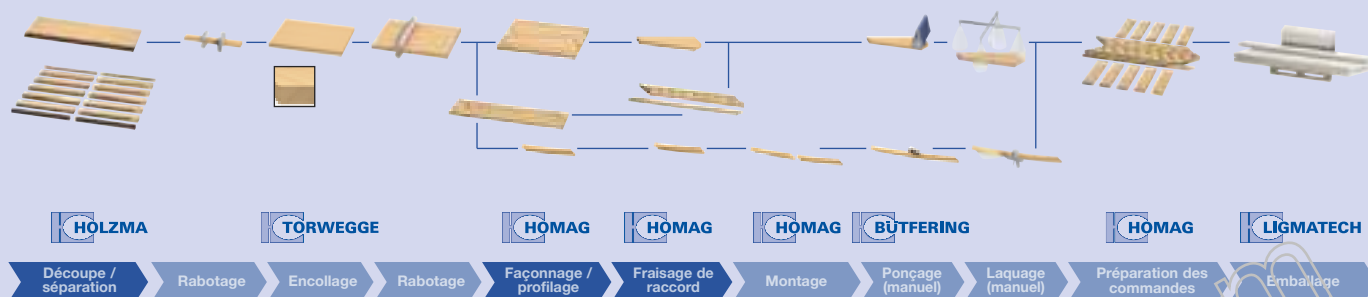 HOLZMA
TORWEGGE
HOMAG
HOMAG
HOMAG
BÜTFERING
HOMAG
LIGMATECH
Découpe /
séparation
Rabotage
Encollage
Rabotage
Façonnage /
profilage
Fraisage de
raccord
Montage
Ponçage
(manuel)
Laquage
(manuel)
Préparation des
commandes
Emballage